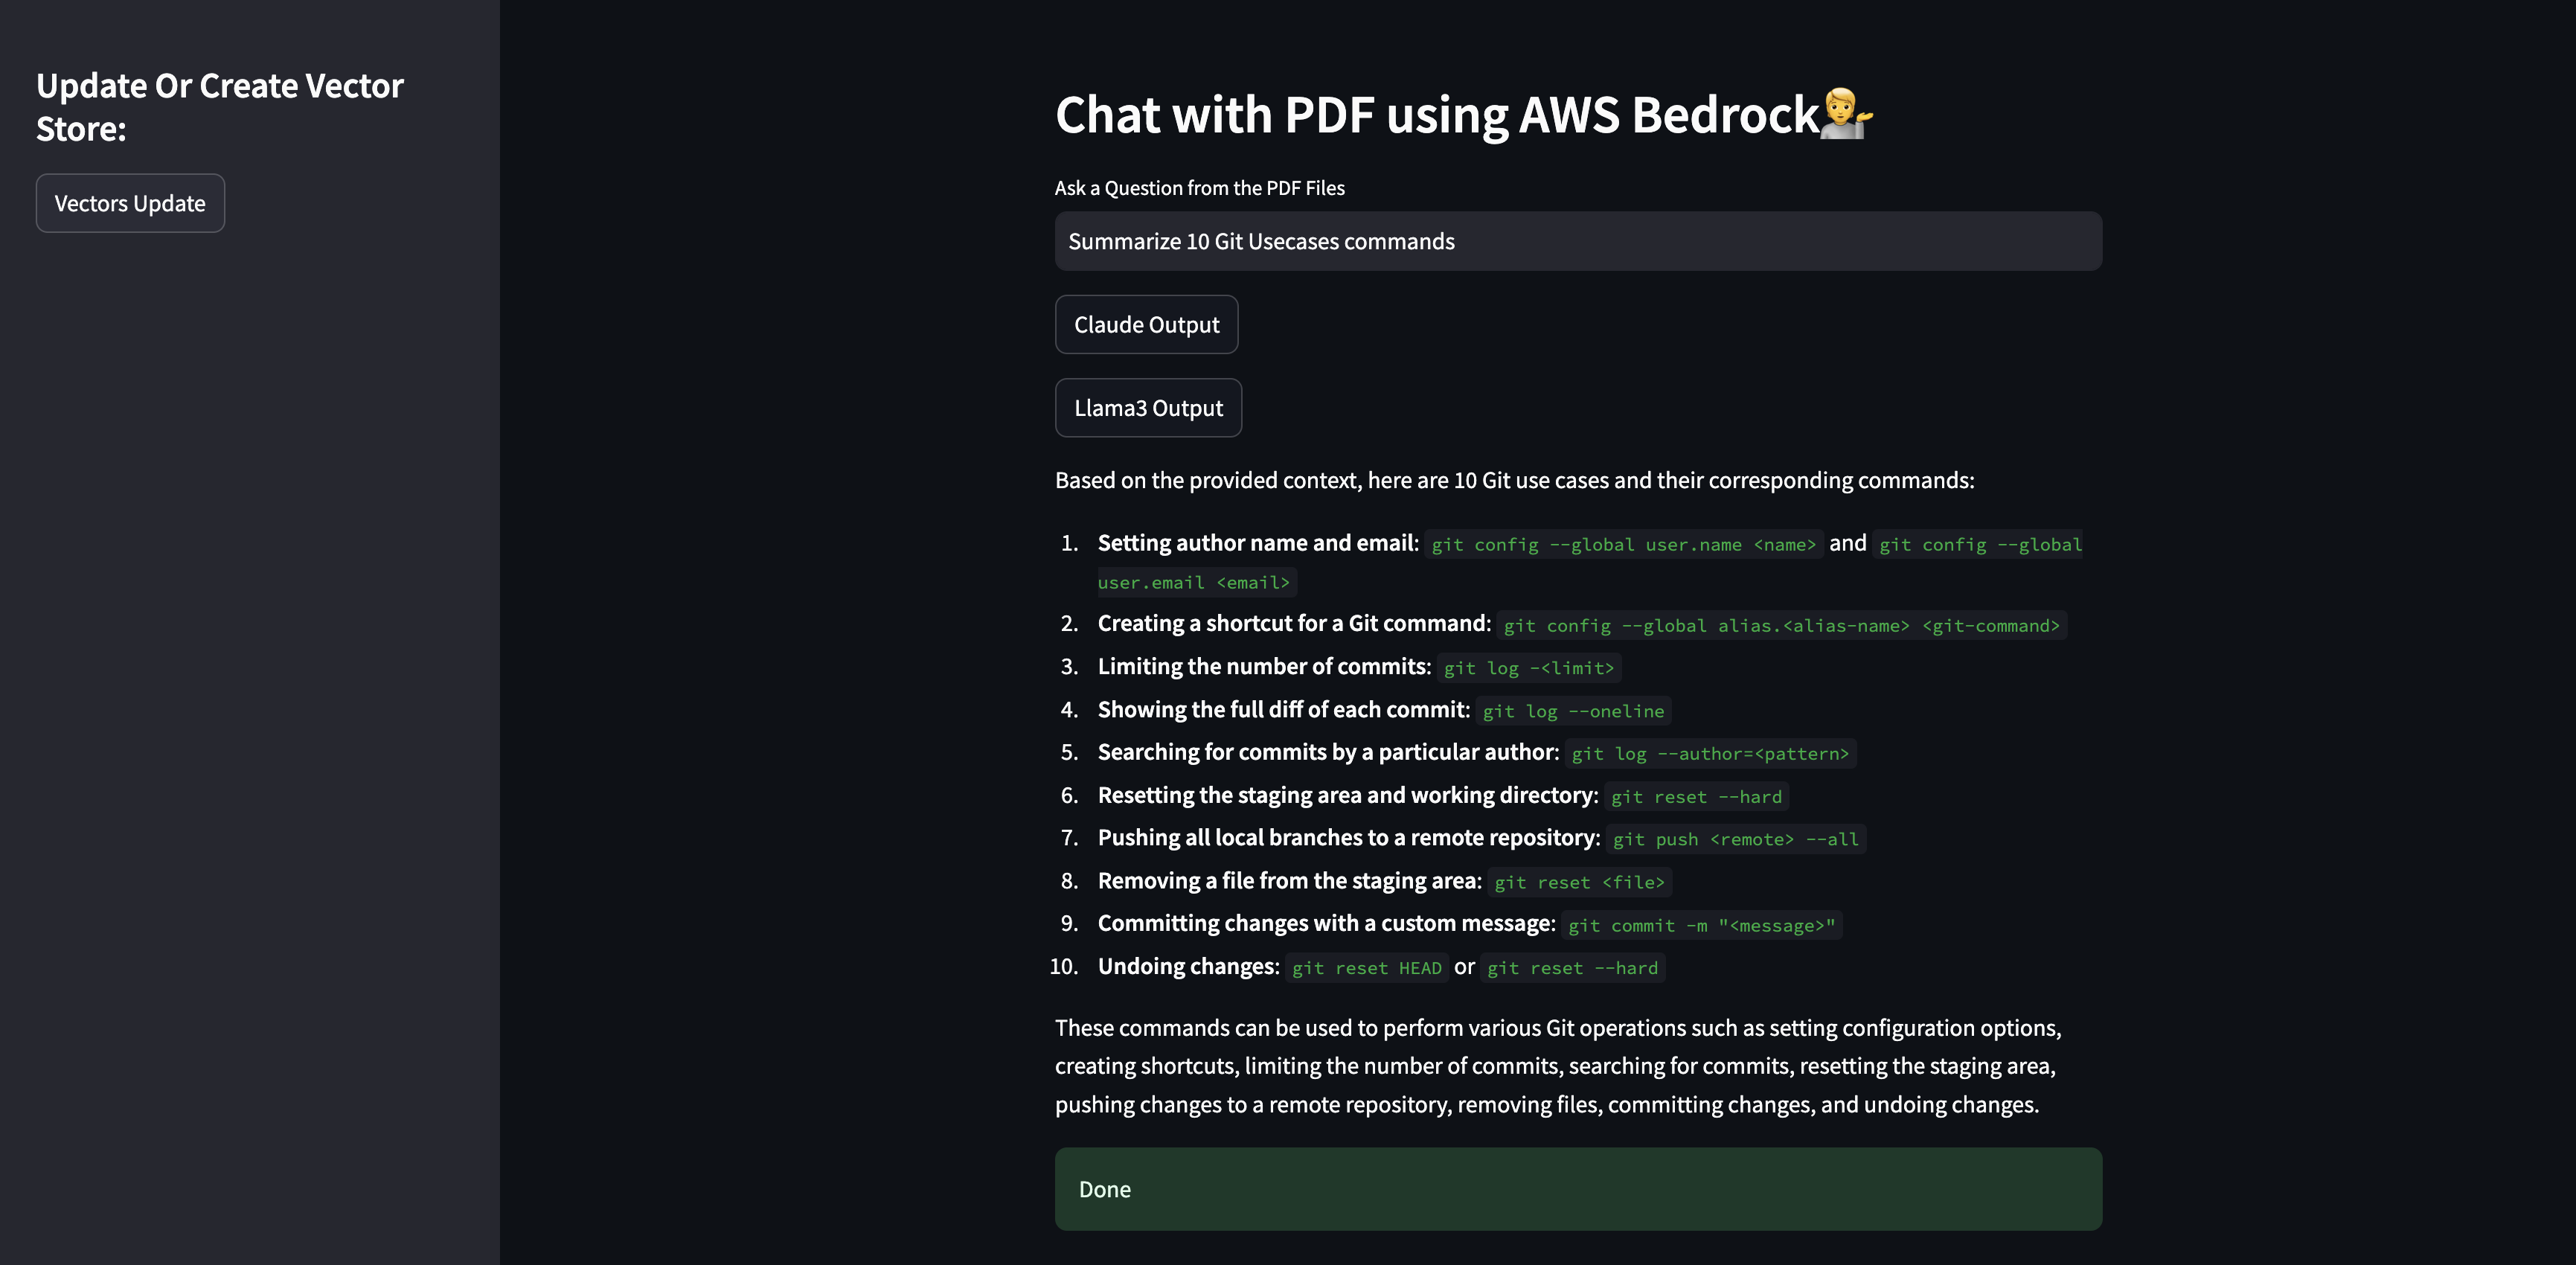 Update Or Create Vector
Store:
Vectors Update
Chat with PDF using AWS Bedrock💁
Ask a Question from the PDF Files
Summarize 10 Git Usecases commands
Claude Output
Llama3 Output
Based on the provided context, here are 10 Git use cases and their corresponding commands:
1. Setting author name and email: git config --global user.name <name> and git config --global
user.email <email>
2. Creating a shortcut for a Git command: git config --global alias.<alias-name> <git-command>
3. Limiting the number of commits: git log -<limit>
4. Showing the full diff of each commit: git log --oneline
5. Searching for commits by a particular author: git log --author=<pattern>
6. Resetting the staging area and working directory: git reset --hard
7. Pushing all local branches to a remote repository: git push <remote> --all
8. Removing a file from the staging area: git reset <file>
9. Committing changes with a custom message: git commit -m "<message>"
10. Undoing changes: git reset HEAD or git reset --hard
These commands can be used to perform various Git operations such as setting configuration options,
creating shortcuts, limiting the number of commits, searching for commits, resetting the staging area,
pushing changes to a remote repository, removing files, committing changes, and undoing changes.
Done